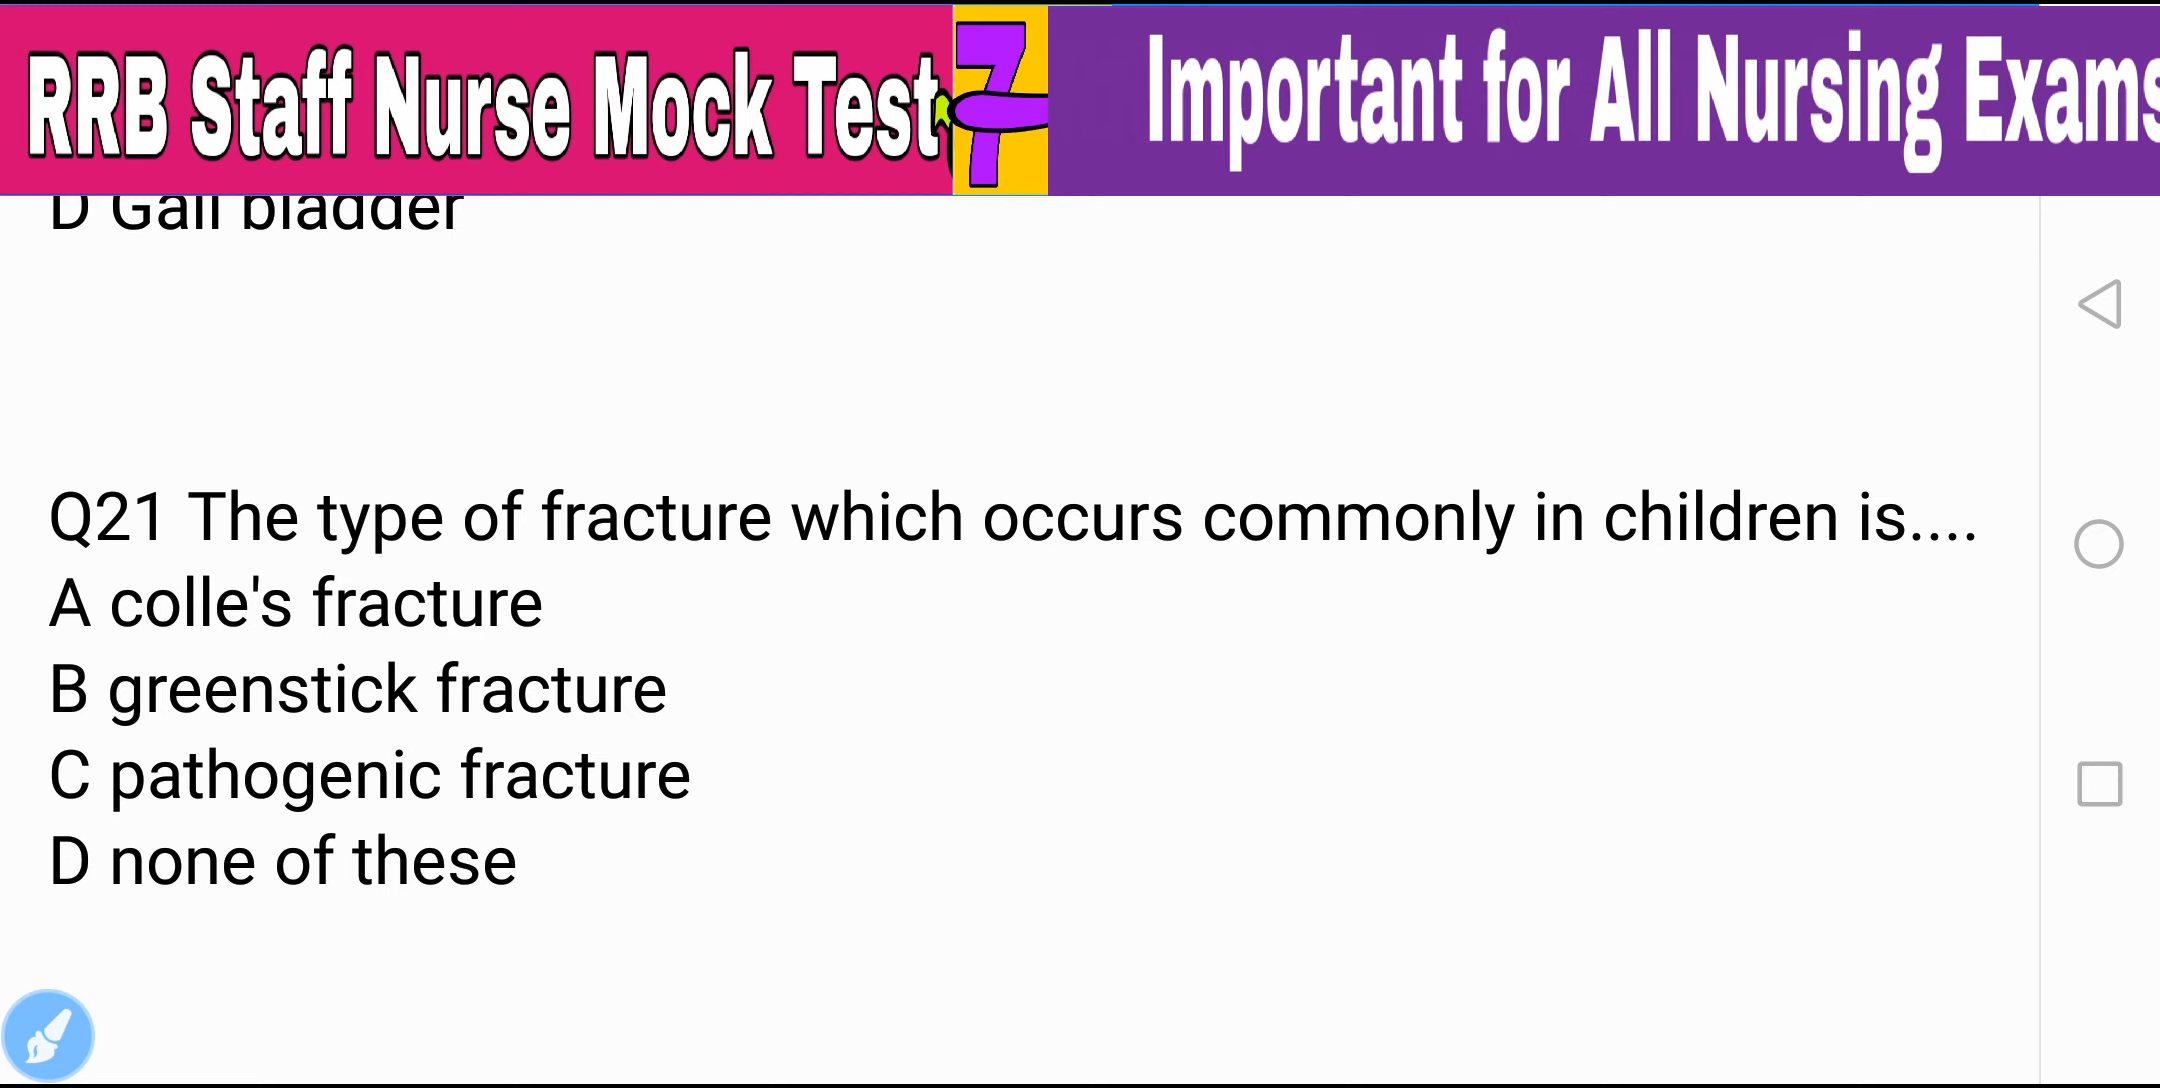 RRB Staff Nurse Mock Test 7 Important for All Nursing Exams
D Gall bladder
Q21 The type of fracture which occurs commonly in children is....
A colle's fracture
B greenstick fracture
C pathogenic fracture
D none of these